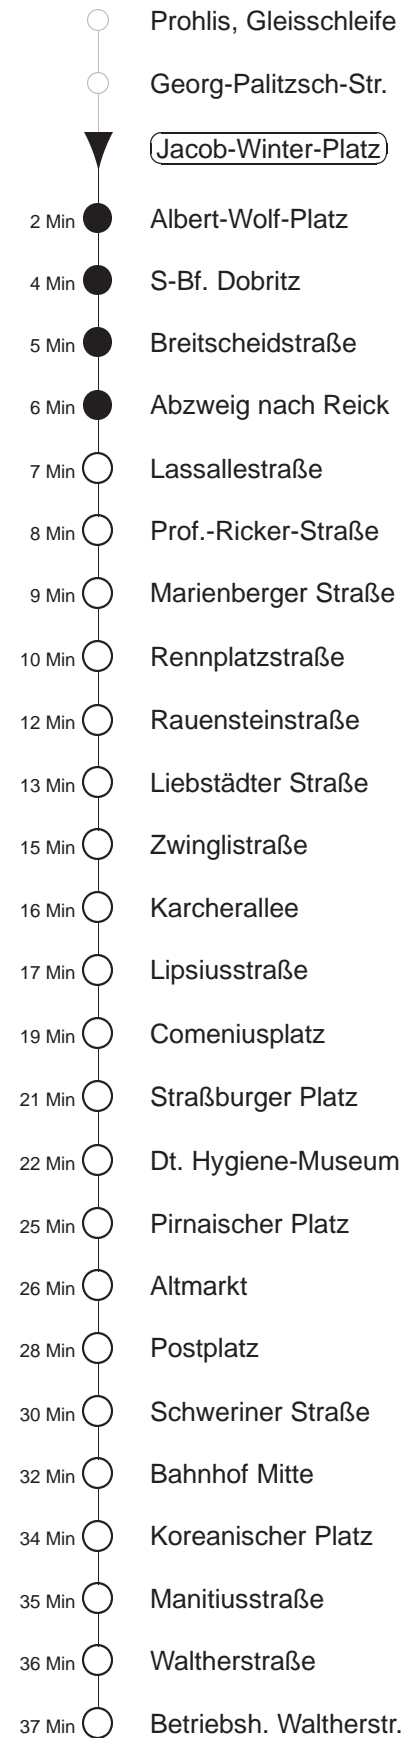 Prohlis, Gleisschleife
Georg-Palitzsch-Str.
Jacob-Winter-Platz
2 Min Albert-Wolf-Platz
4 Min S-Bf. Dobritz
5 Min Breitscheidstraße
6 Min Abzweig nach Reick
7 Min Lassallestraße
8 Min Prof.-Ricker-Straße
9 Min Marienberger Straße
10 Min Rennplatzstraße
12 Min Rauensteinstraße
13 Min Liebstädter Straße
15 Min Zwinglistraße
16 Min Karcherallee
17 Min Lipsiusstraße
19 Min Comeniusplatz
21 Min Straßburger Platz
22 Min Dt. Hygiene-Museum
25 Min Pirnaischer Platz
26 Min Altmarkt
28 Min Postplatz
30 Min Schweriner Straße
32 Min Bahnhof Mitte
34 Min Koreanischer Platz
35 Min Manitiusstraße
36 Min Waltherstraße
37 Min Betriebsh. Waltherstr.